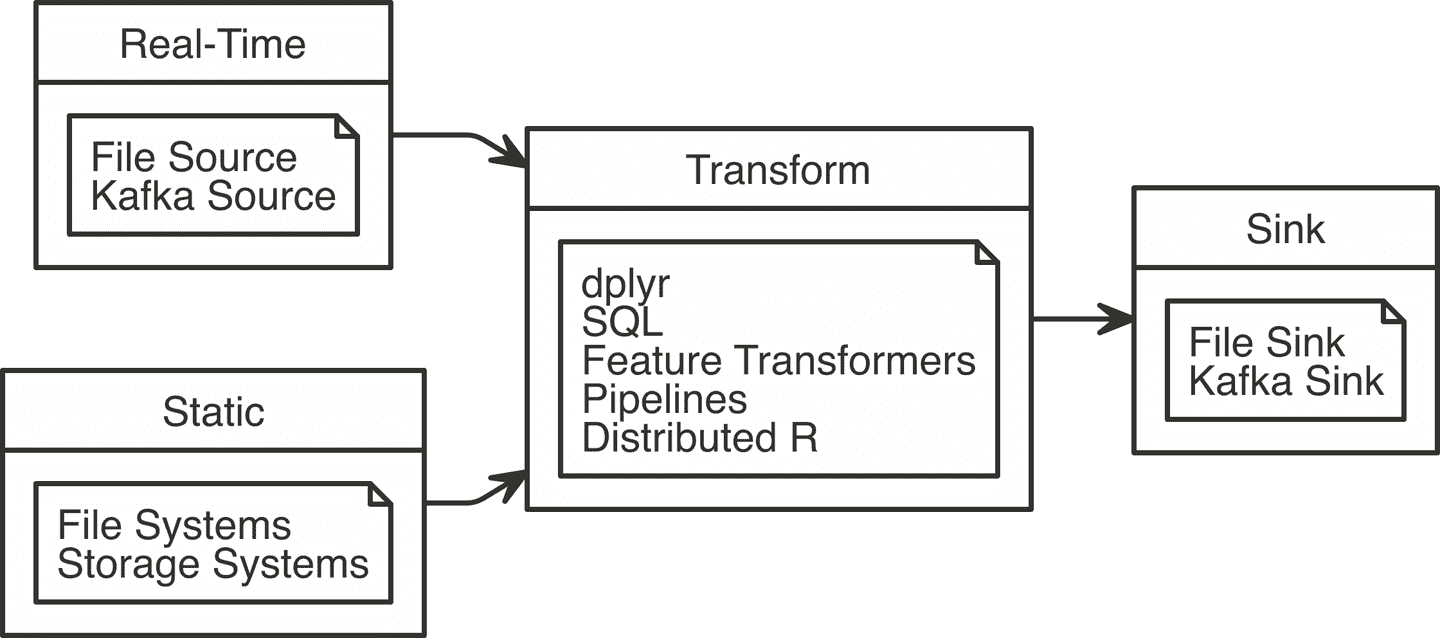 Real-Time
File Source
Kafka Source
Static
File Systems
Storage Systems
Transform
dplyr
SQL
Feature Transformers
Pipelines
Distributed R
Sink
File Sink
Kafka Sink